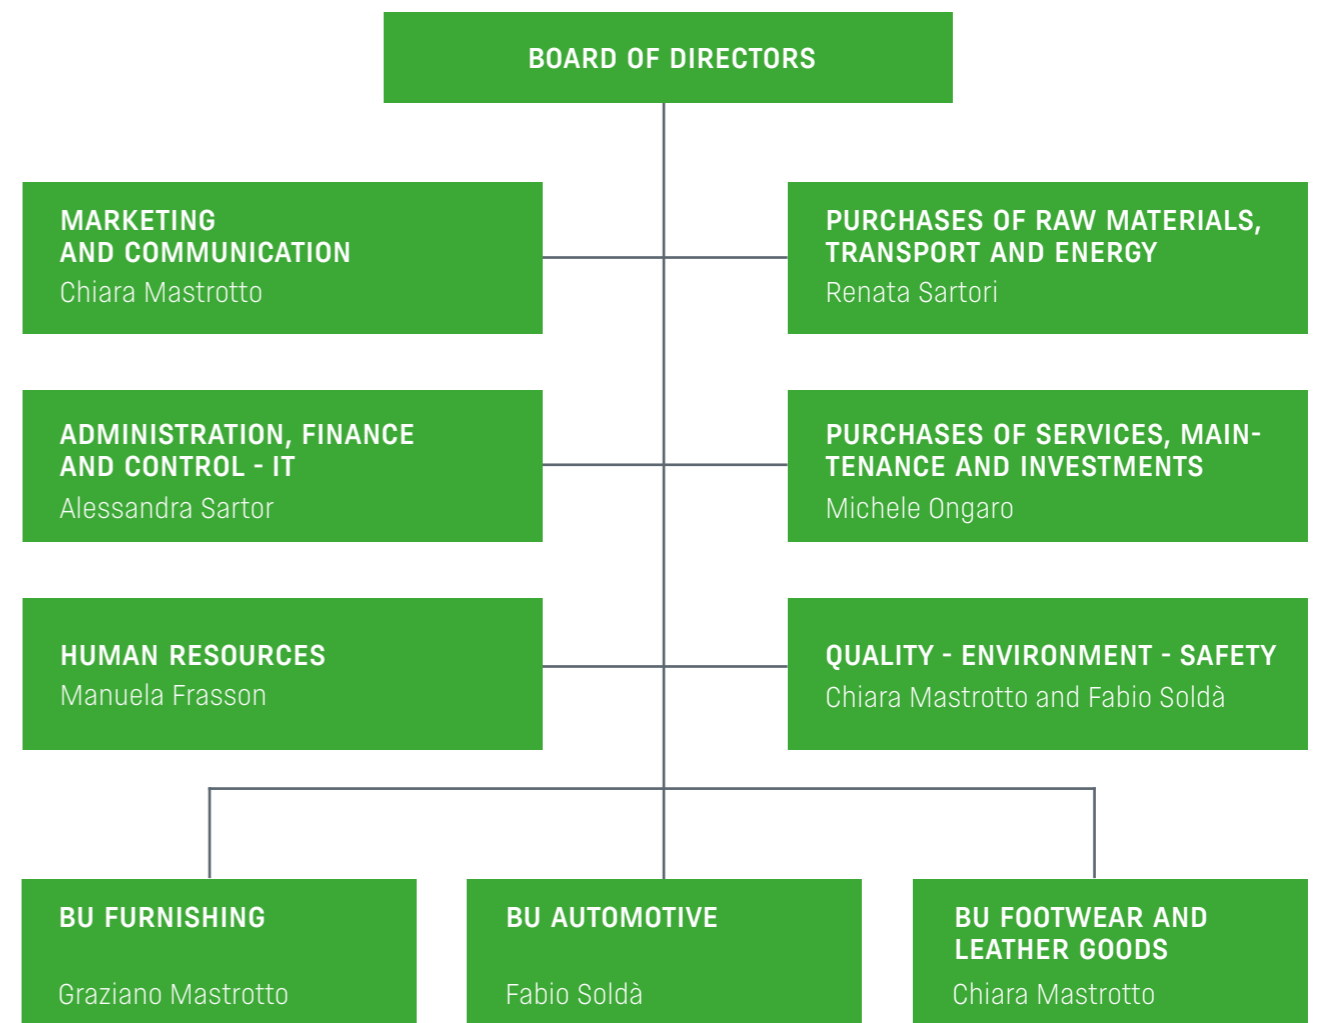 BOARD OF DIRECTORS
MARKETING
AND COMMUNICATION
Chiara Mastrotto
PURCHASES OF RAW MATERIALS,
TRANSPORT AND ENERGY
Renata Sartori
ADMINISTRATION, FINANCE
AND CONTROL - IT
Alessandra Sartor
PURCHASES OF SERVICES, MAIN-
TENANCE AND INVESTMENTS
Michele Ongaro
HUMAN RESOURCES
Manuela Frasson
QUALITY - ENVIRONMENT - SAFETY
Chiara Mastrotto and Fabio Soldà
BU FURNISHING
Graziano Mastrotto
BU AUTOMOTIVE
Fabio Soldà
BU FOOTWEAR AND
LEATHER GOODS
Chiara Mastrotto